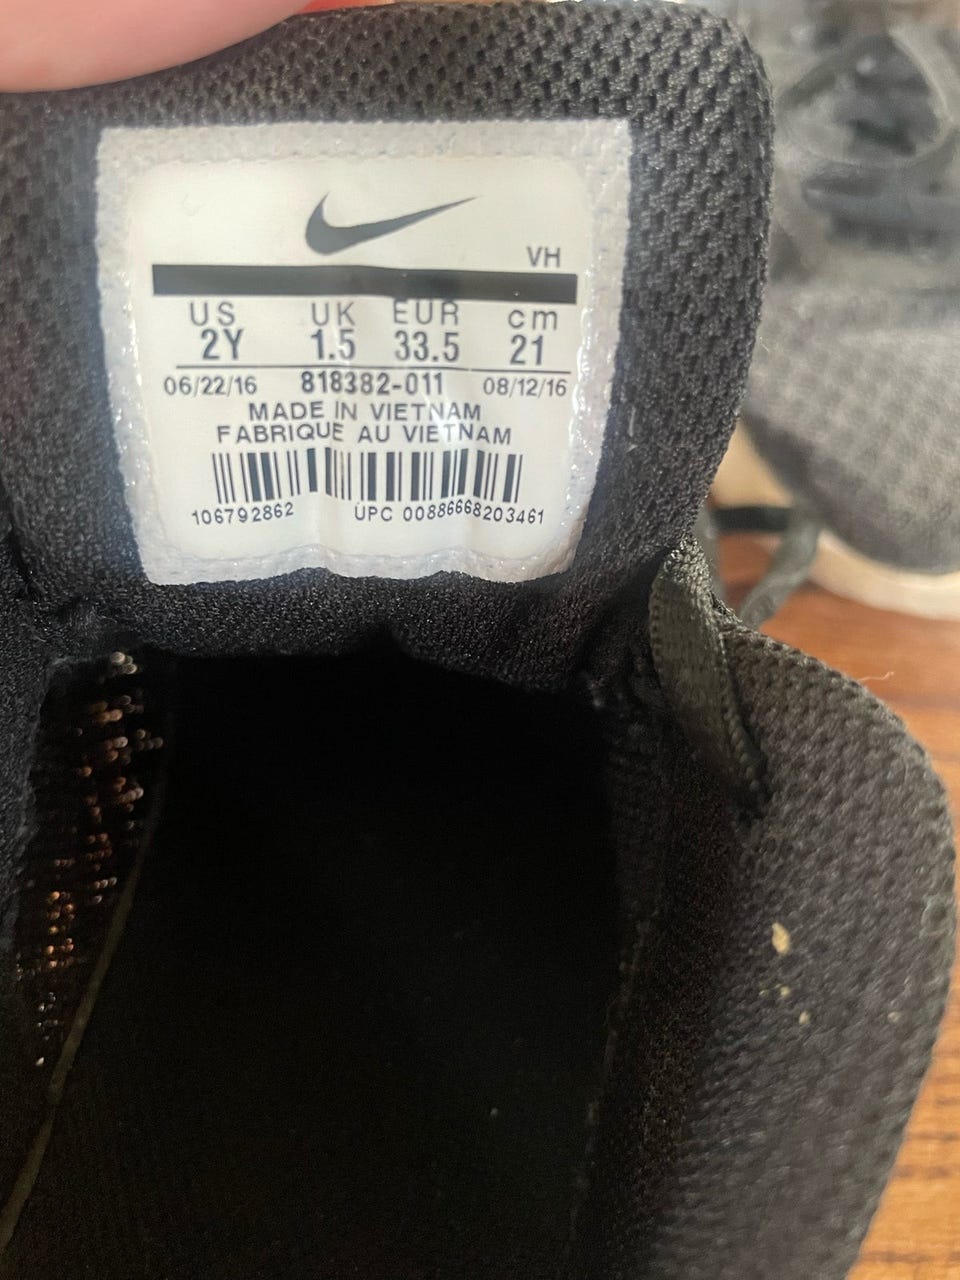 VH
US UK EUR cm
2Y 1.5 33.5 21
06/22/16 818382-011 08/12/16
MADE IN VIETNAM
FABRIQUE AU VIETNAM
106792862 UPC 00886668203461